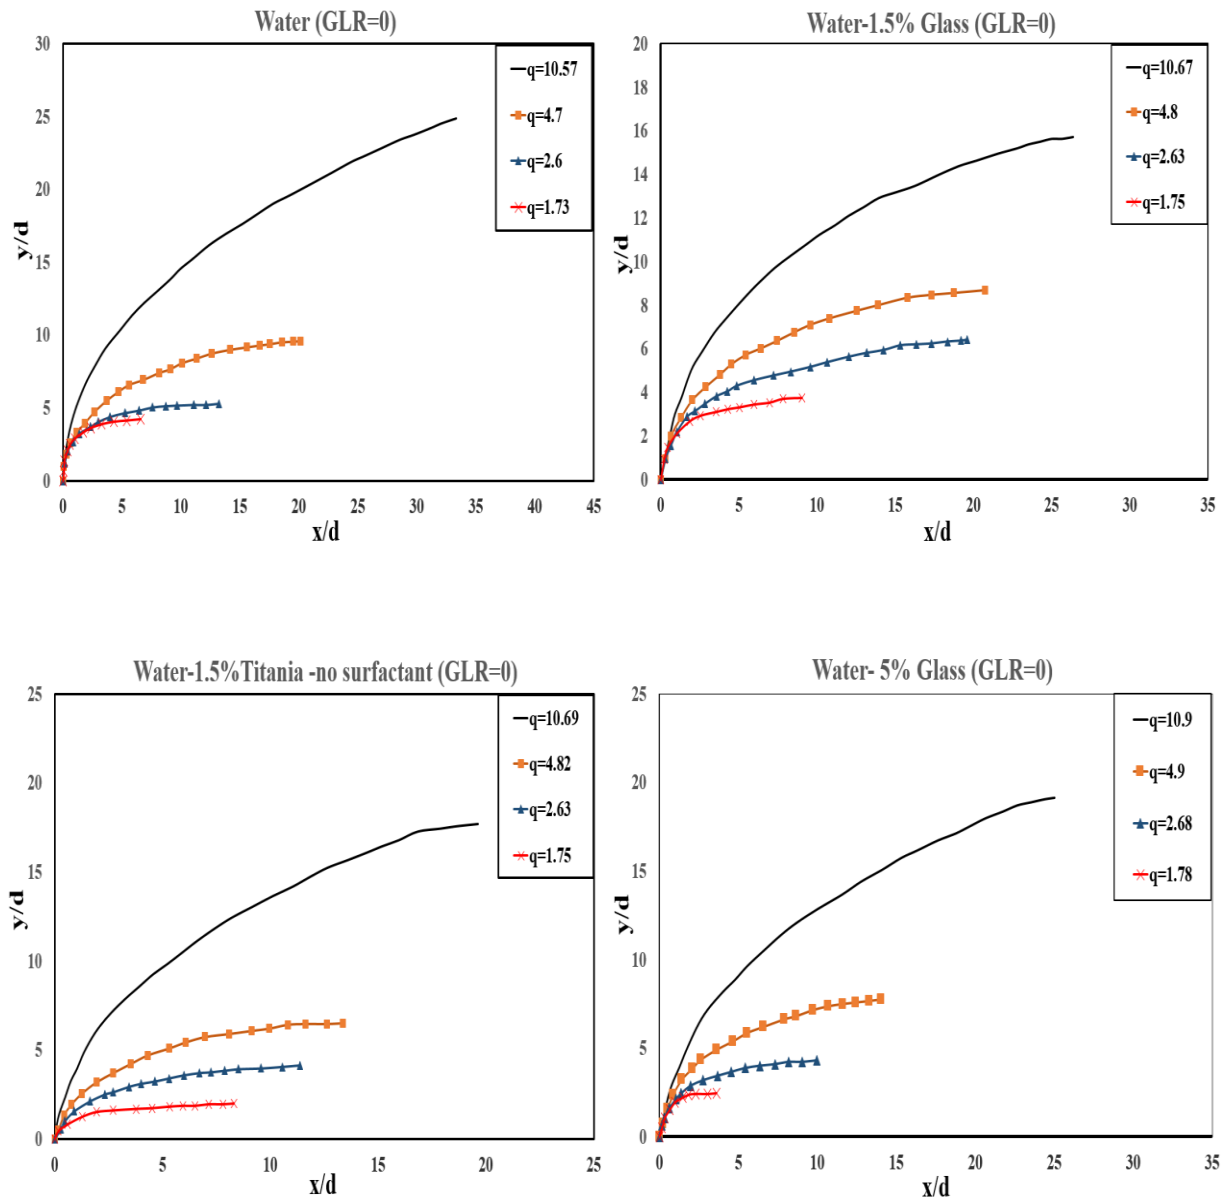 Water (GLR=0)
30
25
20
15
10
5
0
y/d
0 5 10 15 20 25 30 35 40 45
x/d
q=10.57
q=4.7
q=2.6
q=1.73
Water-1.5% Glass (GLR=0)
20
18
16
14
12
10
8
6
4
2
0
y/d
0 5 10 15 20 25 30 35
x/d
q=10.67
q=4.8
q=2.63
q=1.75
Water-1.5%Titania -no surfactant (GLR=0)
25
20
15
10
5
0
y/d
0 5 10 15 20 25
x/d
q=10.69
q=4.82
q=2.63
q=1.75
Water- 5% Glass (GLR=0)
25
20
15
10
5
0
y/d
0 5 10 15 20 25 30 35
x/d
q=10.9
q=4.9
q=2.68
q=1.78